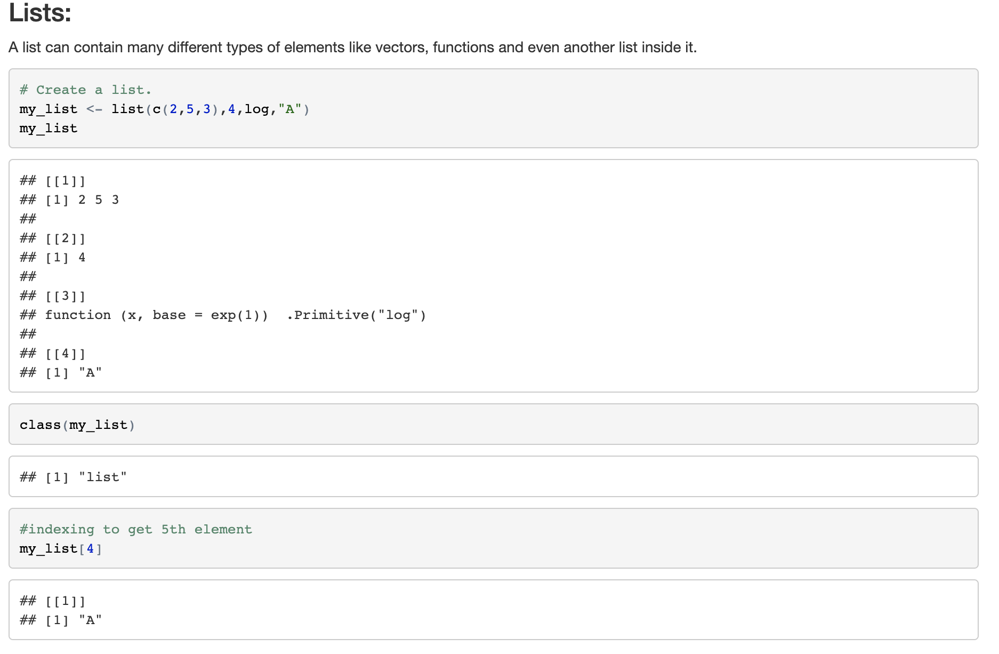 Lists:
A list can contain many different types of elements like vectors, functions and even another list inside it.
# Create a list.
my_list <- list(c(2,5,3),4,log,"A")
my_list
## [[1]]
## [1] 2 5 3
##
## [[2]]
## [1] 4
##
## [[3]]
## function (x, base = exp(1))  .Primitive("log")
##
## [[4]]
## [1] "A"
class(my_list)
## [1] "list"
#indexing to get 5th element
my_list[4]
## [[1]]
## [1] "A"